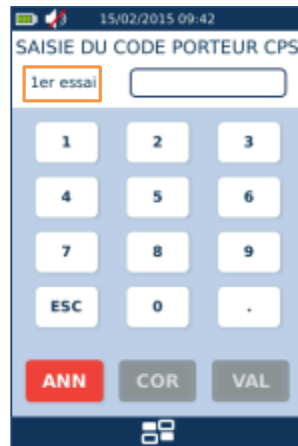 15/02/2015 09:42
SAISIE DU CODE PORTEUR CPS
1er essai
1 2 3
4 5 6
7 8 9
ESC 0 .
ANN COR VAL